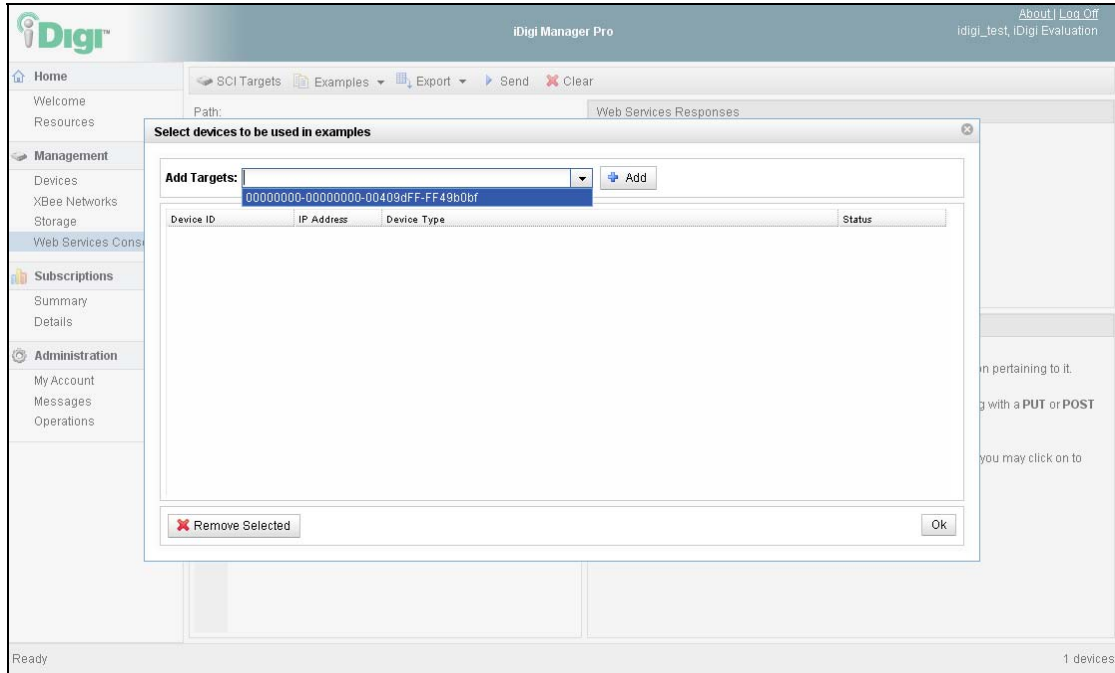 iDigi™
iDigi Manager Pro
About | Log Off
idigi_test, iDigi Evaluation
Home
Welcome
Resources
Management
Devices
XBee Networks
Storage
Web Services Conso
Subscriptions
Summary
Details
Administration
My Account
Messages
Operations
SCI Targets Examples Export Send Clear
Path:
Web Services Responses
Select devices to be used in examples
Add Targets: Add
00000000-00000000-00409dFF-FF49b0bf
Device ID IP Address Device Type Status
on pertaining to it.
g with a PUT or POST
you may click on to
Remove Selected
Ok
Ready
1 devices